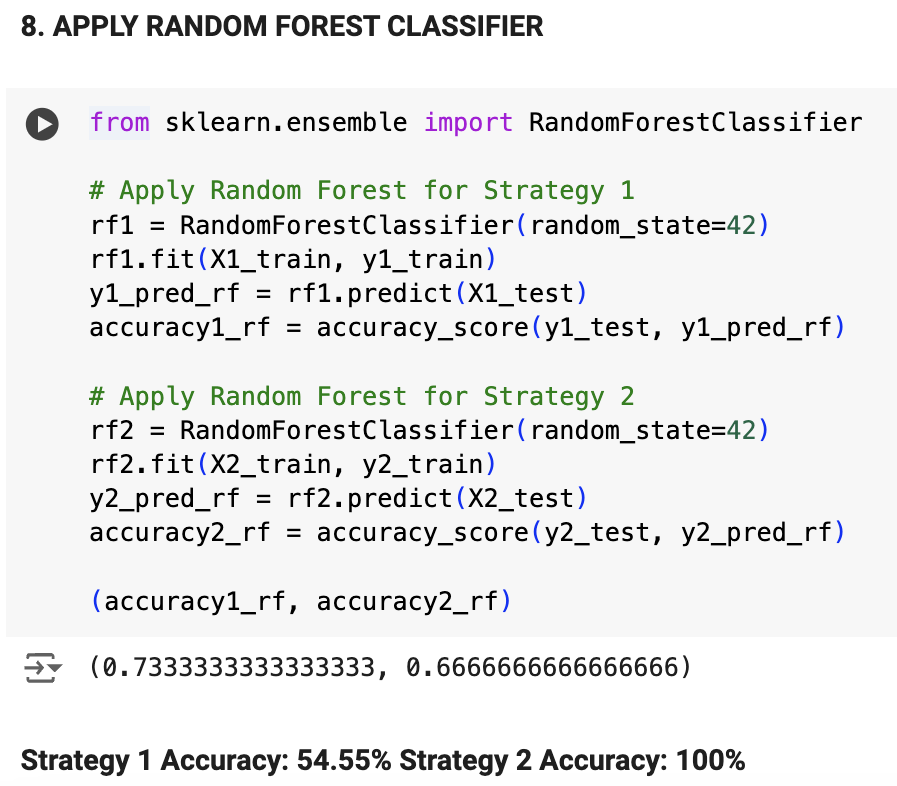 8. APPLY RANDOM FOREST CLASSIFIER
from sklearn.ensemble import RandomForestClassifier
# Apply Random Forest for Strategy 1
rf1 = RandomForestClassifier(random_state=42)
rf1.fit(X1_train, y1_train)
y1_pred_rf = rf1.predict(X1_test)
accuracy1_rf = accuracy_score(y1_test, y1_pred_rf)
# Apply Random Forest for Strategy 2
rf2 = RandomForestClassifier(random_state=42)
rf2.fit(X2_train, y2_train)
y2_pred_rf = rf2.predict(X2_test)
accuracy2_rf = accuracy_score(y2_test, y2_pred_rf)
(accuracy1_rf, accuracy2_rf)
(0.7333333333333333, 0.6666666666666666)
Strategy 1 Accuracy: 54.55% Strategy 2 Accuracy: 100%